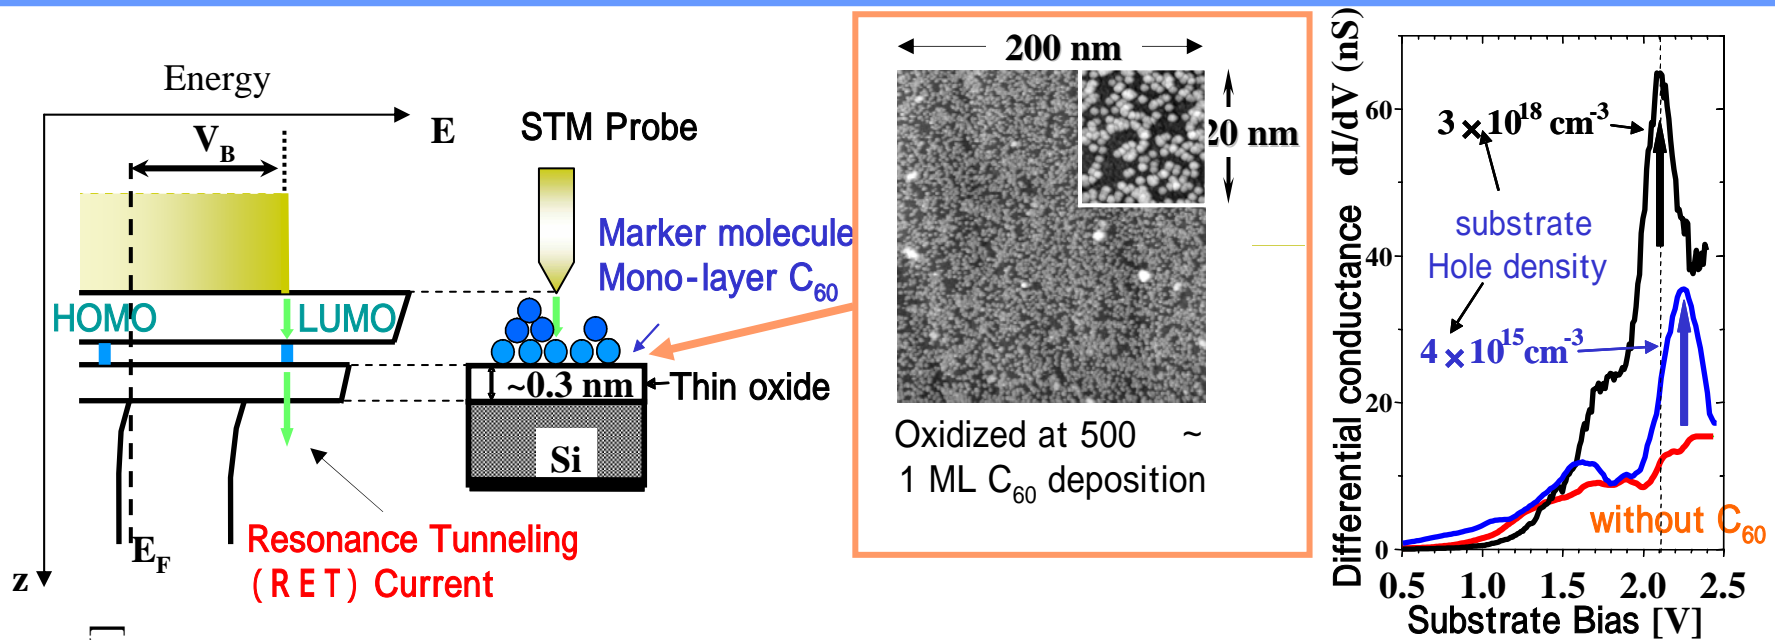 Energy
E
V_B
HOMO
LUMO
E_F
z
Resonance Tunneling
(RET) Current
STM Probe
Marker molecule
Mono-layer C_60
~0.3 nm
Thin oxide
Si
200 nm
20 nm
Oxidized at 500 ~
1 ML C_60 deposition
Differential conductance dI/dV (nS)
60
40
20
0
3 × 10^18 cm^-3
substrate
Hole density
4 × 10^15 cm^-3
without C_60
0.5 1.0 1.5 2.0 2.5
Substrate Bias [V]